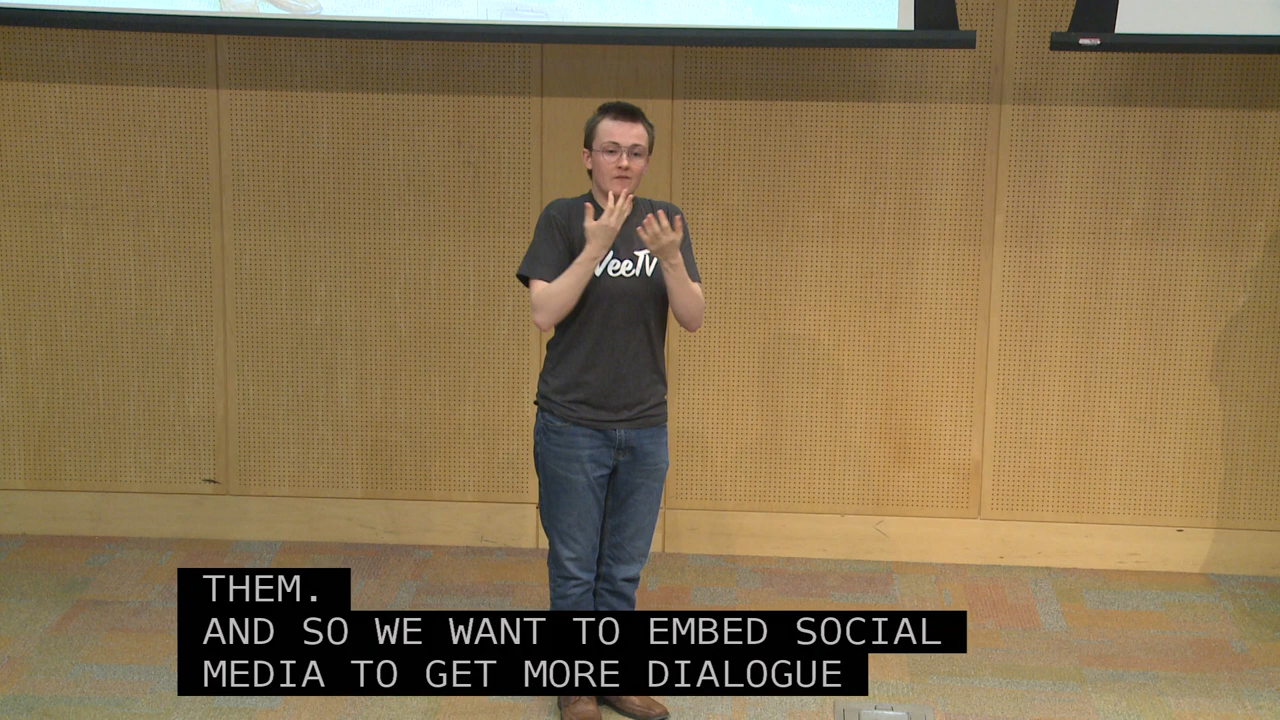 VeeTV
THEM.
AND SO WE WANT TO EMBED SOCIAL
MEDIA TO GET MORE DIALOGUE